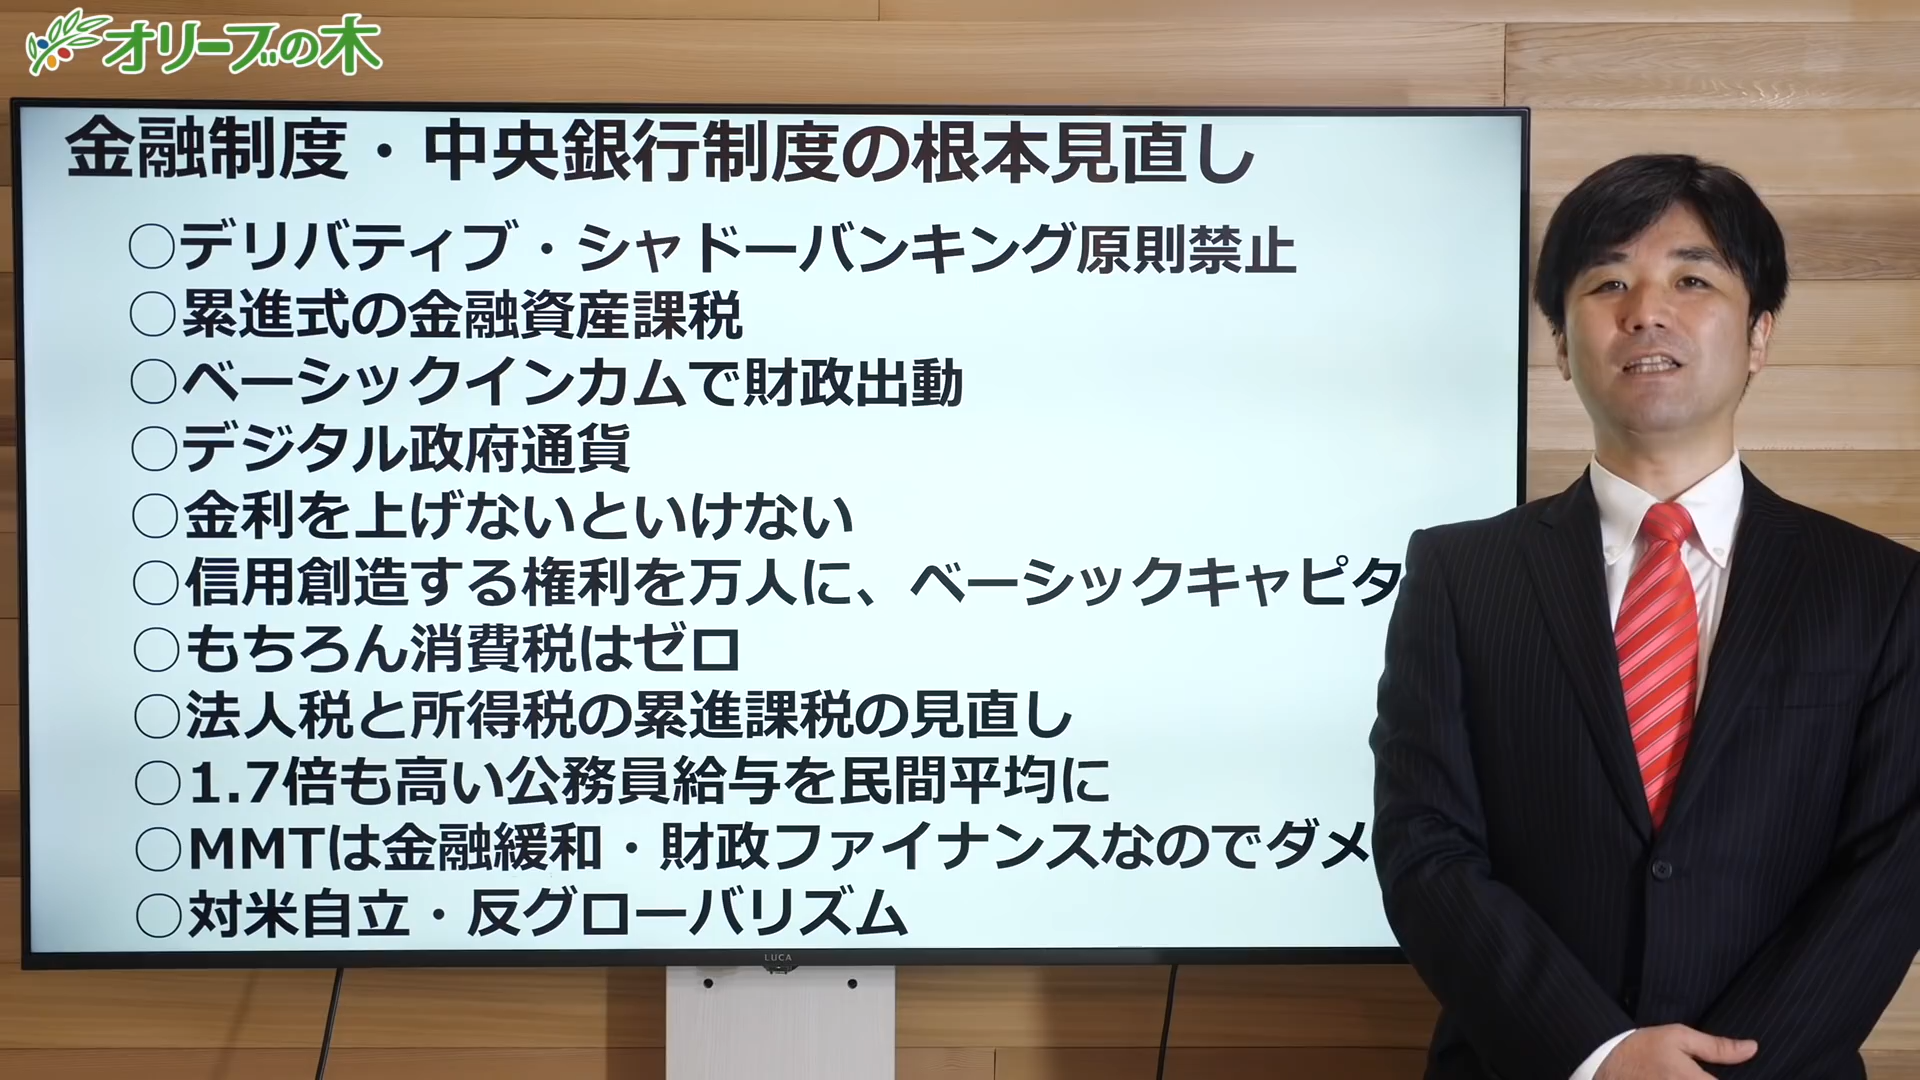 オリーブの木
金融制度・中央銀行制度の根本見直し
○デリバティブ・シャドーバンキング原則禁止
○累進式の金融資産課税
○ベーシックインカムで財政出動
○デジタル政府通貨
○金利を上げないといけない
○信用創造する権利を万人に、ベーシックキャピタ
○もちろん消費税はゼロ
○法人税と所得税の累進課税の見直し
○1.7倍も高い公務員給与を民間平均に
○MMTは金融緩和・財政ファイナンスなのでダメ
○対米自立・反グローバリズム
LUCA